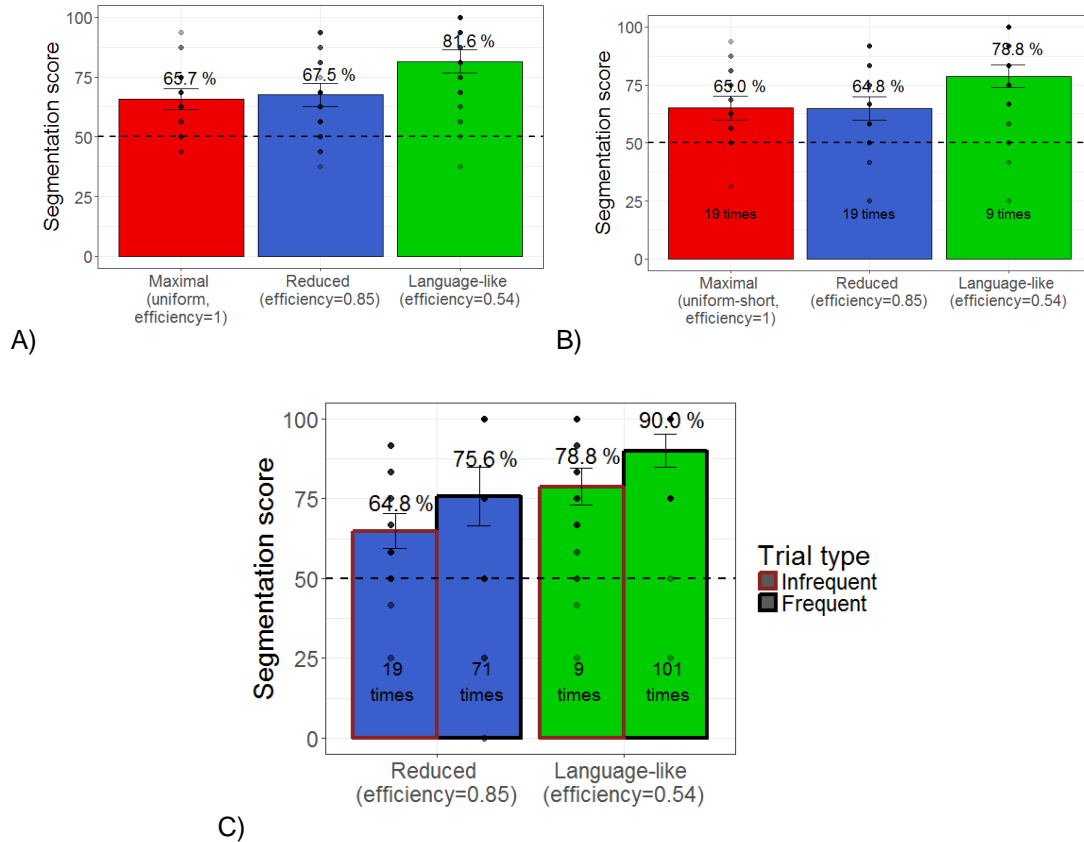 100
75
50
25
0
Segmentation score
65.7 %
67.5 %
81.6 %
Maximal
(uniform,
efficiency=1)
Reduced
(efficiency=0.85)
Language-like
(efficiency=0.54)
A)
100
75
50
25
0
Segmentation score
65.0 %
64.8 %
78.8 %
19 times
19 times
9 times
Maximal
(uniform-short,
efficiency=1)
Reduced
(efficiency=0.85)
Language-like
(efficiency=0.54)
B)
100
75
50
25
0
Segmentation score
64.8 %
75.6 %
78.8 %
90.0 %
19
times
71
times
9
times
101
times
Reduced
(efficiency=0.85)
Language-like
(efficiency=0.54)
Trial type
Infrequent
Frequent
C)